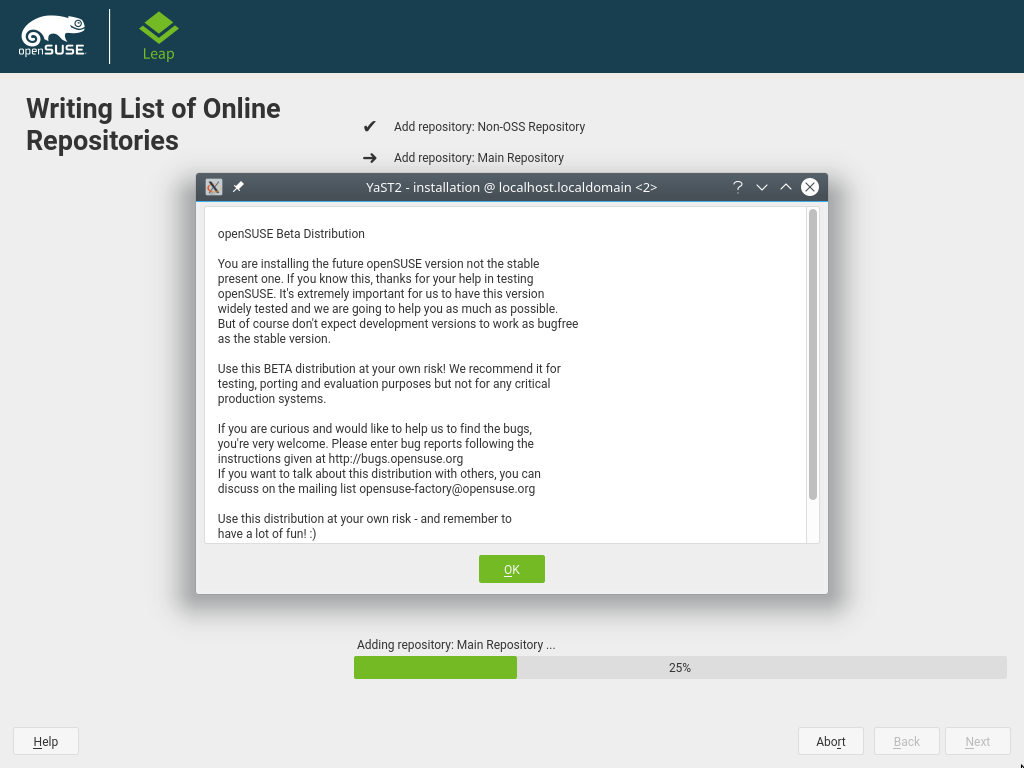 openSUSE
Leap
Writing List of Online
Repositories
Add repository: Non-OSS Repository
Add repository: Main Repository
YaST2 - installation @ localhost.localdomain <2>
openSUSE Beta Distribution
You are installing the future openSUSE version not the stable
present one. If you know this, thanks for your help in testing
openSUSE. It's extremely important for us to have this version
widely tested and we are going to help you as much as possible.
But of course don't expect development versions to work as bugfree
as the stable version.
Use this BETA distribution at your own risk! We recommend it for
testing, porting and evaluation purposes but not for any critical
production systems.
If you are curious and would like to help us to find the bugs,
you're very welcome. Please enter bug reports following the
instructions given at http://bugs.opensuse.org
If you want to talk about this distribution with others, you can
discuss on the mailing list opensuse-factory@opensuse.org
Use this distribution at your own risk - and remember to
have a lot of fun! :)
OK
Adding repository: Main Repository ...
25%
Help
Abort
Back
Next